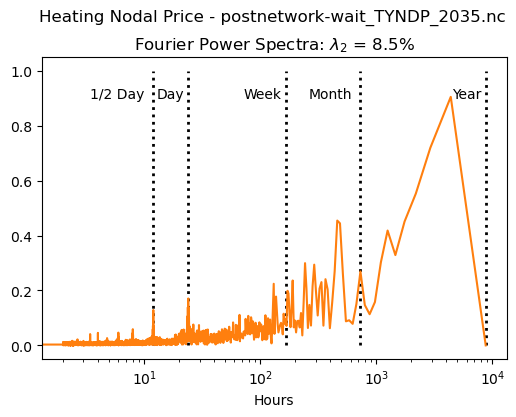 Heating Nodal Price - postnetwork-wait_TYNDP_2035.nc
Fourier Power Spectra: λ₂ = 8.5%
1/2 Day
Day
Week
Month
Year
1.0
0.8
0.6
0.4
0.2
0.0
10¹
10²
10³
10⁴
Hours